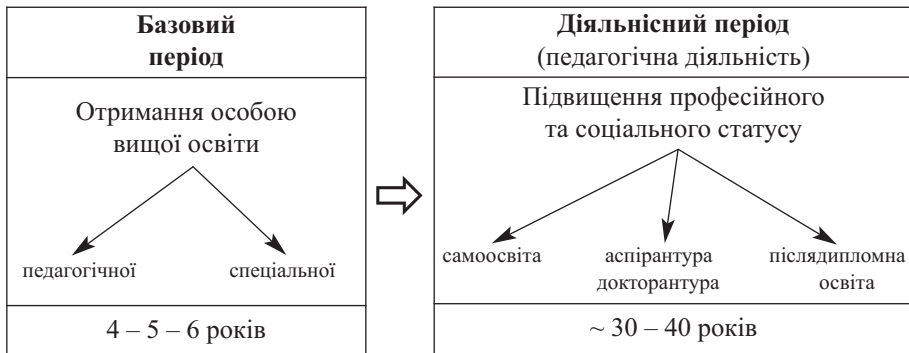 Базовий
період
Отримання особою
вищої освіти
педагогічної
спеціальної
4 – 5 – 6 років
Діяльнісний період
(педагогічна діяльність)
Підвищення професійного
та соціального статусу
самоосвіта
аспірантура
докторантура
післядипломна
освіта
~ 30 – 40 років